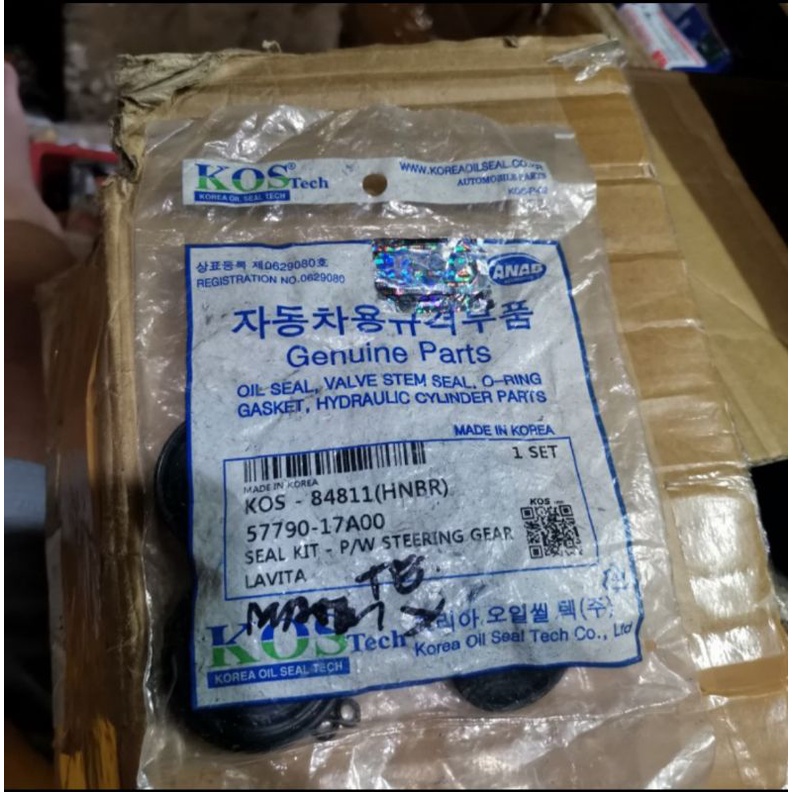 KOS® Tech
KOREA OIL SEAL TECH
WWW.KOREAOILSEAL.CO.KR
AUTOMOBILE PARTS
상표등록 제0629080호
REGISTRATION NO.0629080
ANAB
자동차용규격부품
Genuine Parts
OIL SEAL, VALVE STEM SEAL, O-RING
GASKET, HYDRAULIC CYLINDER PARTS
MADE IN KOREA
1 SET
MADE IN KOREA
KOS - 84811(HNBR)
57790-17A00
SEAL KIT - P/W STEERING GEAR
LAVITA
KOS
KOS Tech
KOREA OIL SEAL TECH
코리아 오일씰 텍(주)
Korea Oil Seal Tech Co., Ltd